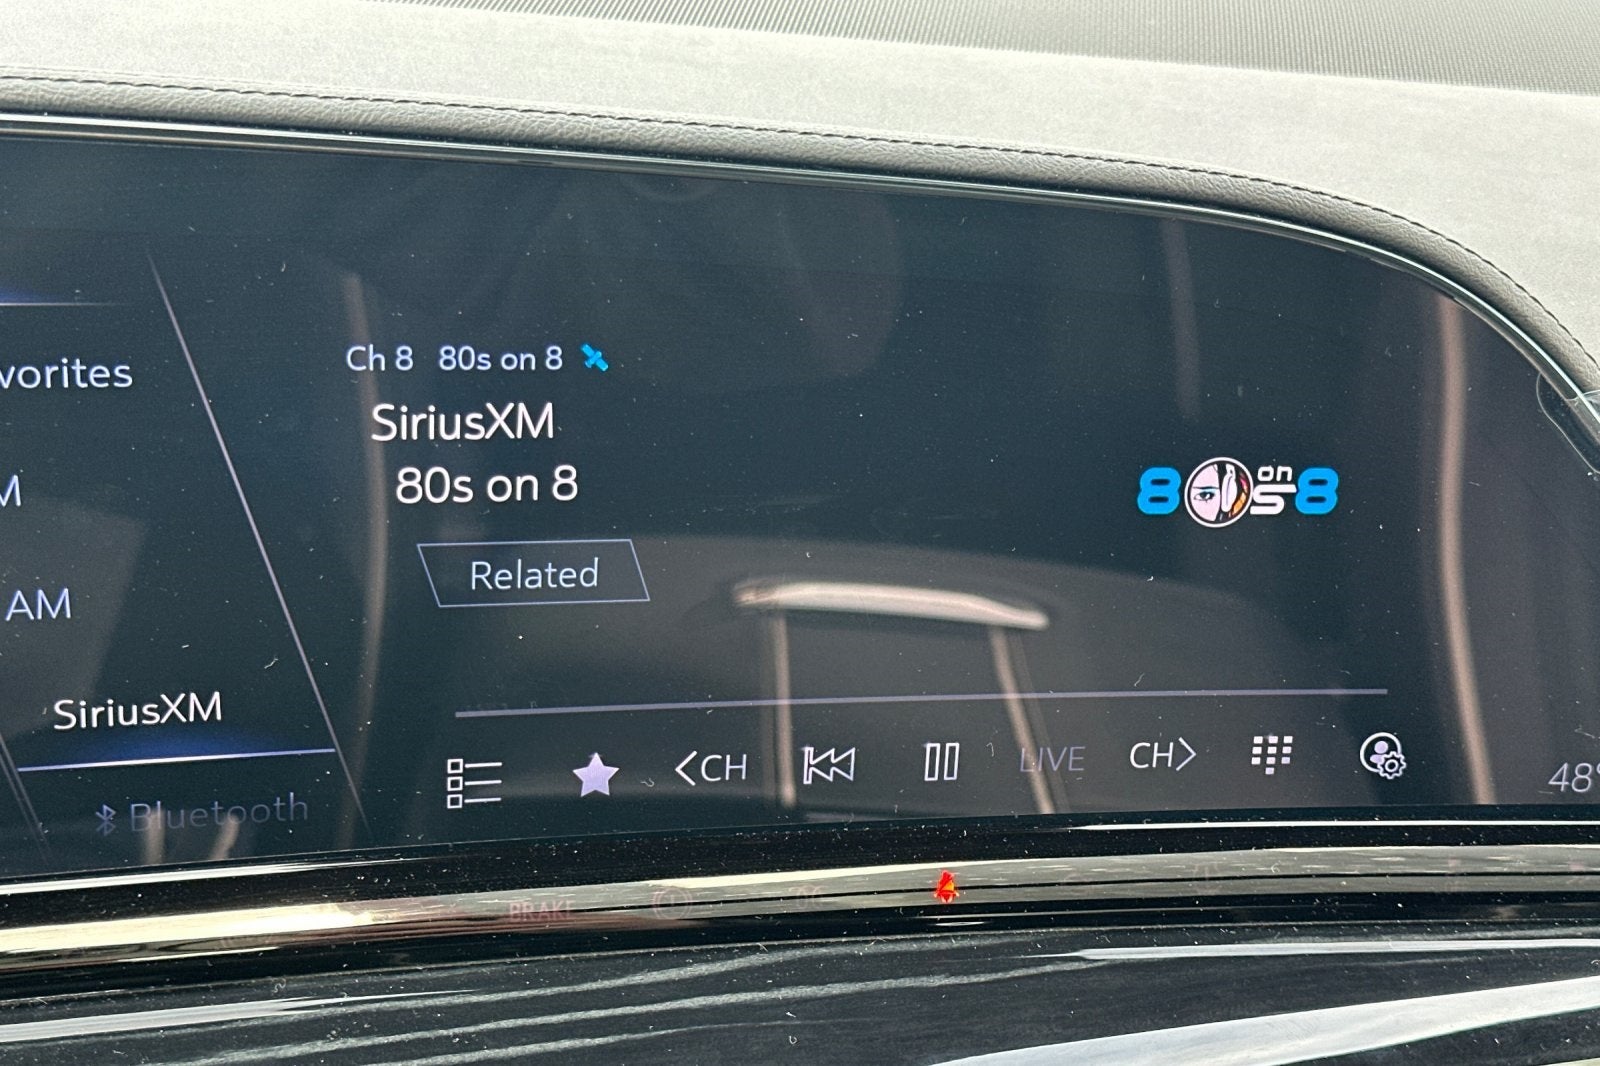 vorites
M
AM
SiriusXM
Bluetooth
Ch 8 80s on 8
SiriusXM
80s on 8
Related
80s on 8
<CH
LIVE
CH>
48°
BRAKE